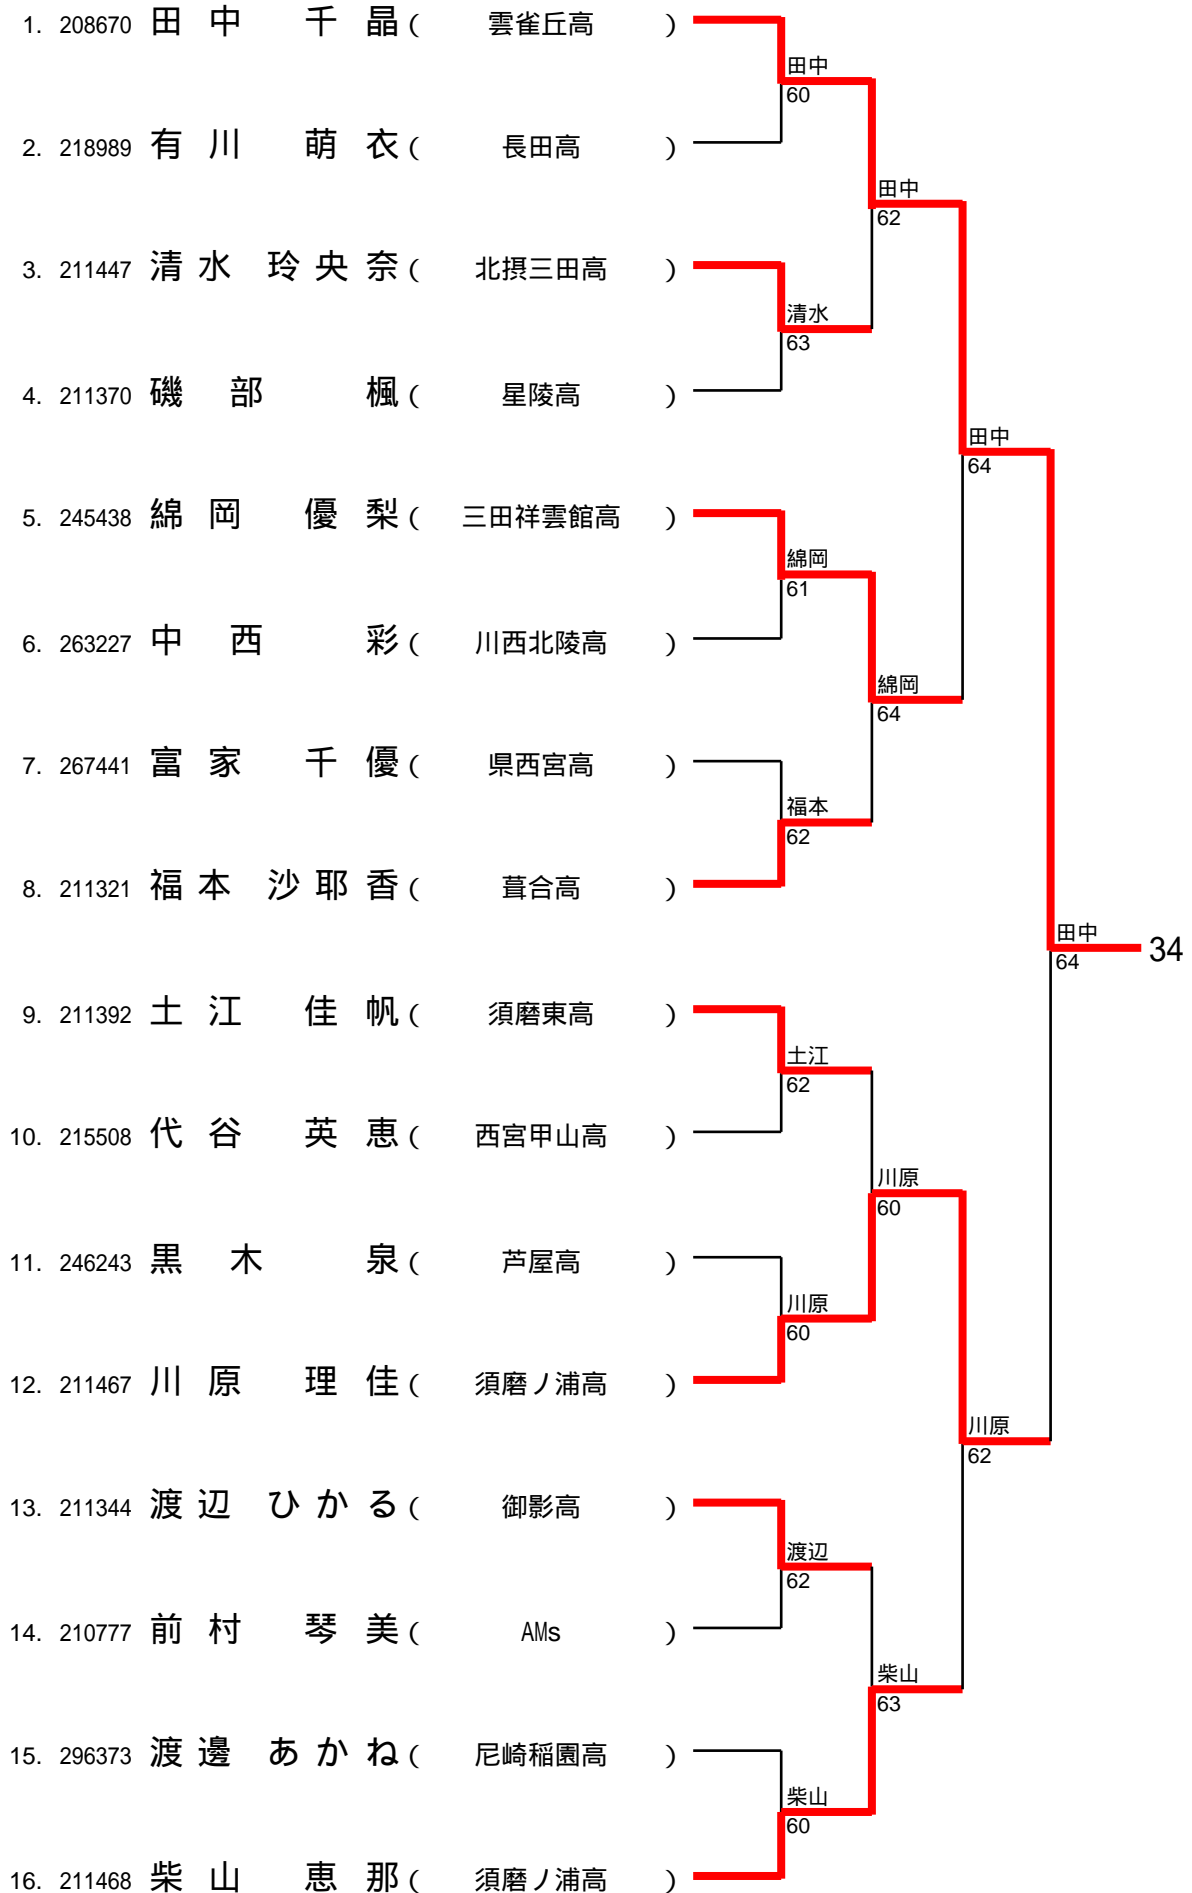 1. 208670 田中 千晶 ( 雲雀丘高 )
田中
60
2. 218989 有川 萌衣 ( 長田高 )
田中
62
3. 211447 清水 玲央奈 ( 北摂三田高 )
清水
63
4. 211370 磯部 楓 ( 星陵高 )
田中
64
5. 245438 綿岡 優梨 ( 三田祥雲館高 )
綿岡
61
6. 263227 中西 彩 ( 川西北陵高 )
綿岡
64
7. 267441 富家 千優 ( 県西宮高 )
福本
62
8. 211321 福本 沙耶香 ( 葺合高 )
田中
64
34
9. 211392 土江 佳帆 ( 須磨東高 )
土江
62
10. 215508 代谷 英恵 ( 西宮甲山高 )
川原
60
11. 246243 黒木 泉 ( 芦屋高 )
川原
60
12. 211467 川原 理佳 ( 須磨ノ浦高 )
川原
62
13. 211344 渡辺 ひかる ( 御影高 )
渡辺
62
14. 210777 前村 琴美 ( AMs )
柴山
63
15. 296373 渡邊 あかね ( 尼崎稲園高 )
柴山
60
16. 211468 柴山 恵那 ( 須磨ノ浦高 )